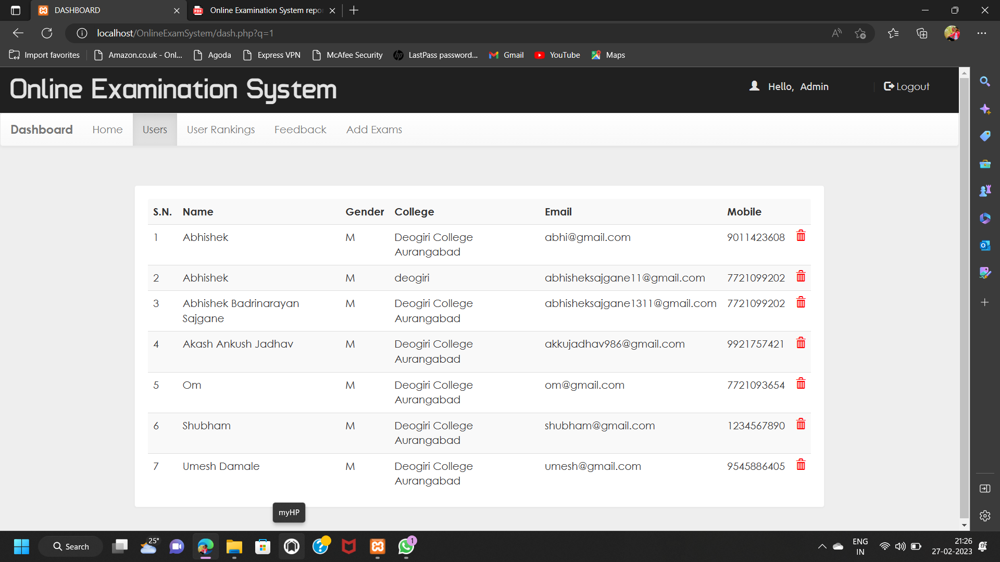 DASHBOARD
Online Examination System repo
localhost/OnlineExamSystem/dash.php?q=1
Import favorites
Amazon.co.uk - Onl...
Agoda
Express VPN
McAfee Security
LastPass password...
Gmail
YouTube
Maps
Online Examination System
Hello, Admin
Logout
Dashboard Home Users User Rankings Feedback Add Exams
S.N. Name Gender College Email Mobile
1 Abhishek M Deogiri College abhi@gmail.com 9011423608
Aurangabad
2 Abhishek M deogiri abhisheksajgane11@gmail.com 7721099202
3 Abhishek Badrinarayan M Deogiri College abhisheksajgane1311@gmail.com 7721099202
Sajgane Aurangabad
4 Akash Ankush Jadhav M Deogiri College akkujadhav986@gmail.com 9921757421
Aurangabad
5 Om M Deogiri College om@gmail.com 7721093654
Aurangabad
6 Shubham M Deogiri College shubham@gmail.com 1234567890
Aurangabad
7 Umesh Damale M Deogiri College umesh@gmail.com 9545886405
Aurangabad
myHP
Search
25°
1
ENG
IN
21:26
27-02-2023